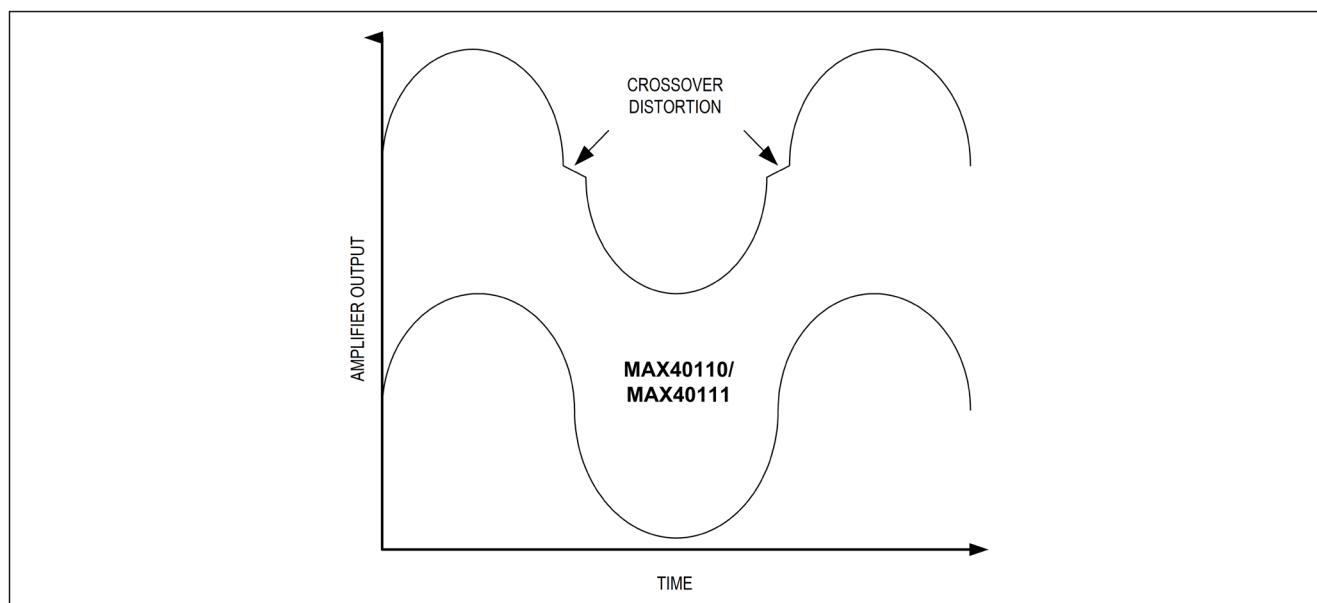 CROSSOVER
DISTORTION
AMPLIFIER OUTPUT
MAX40110/
MAX40111
TIME